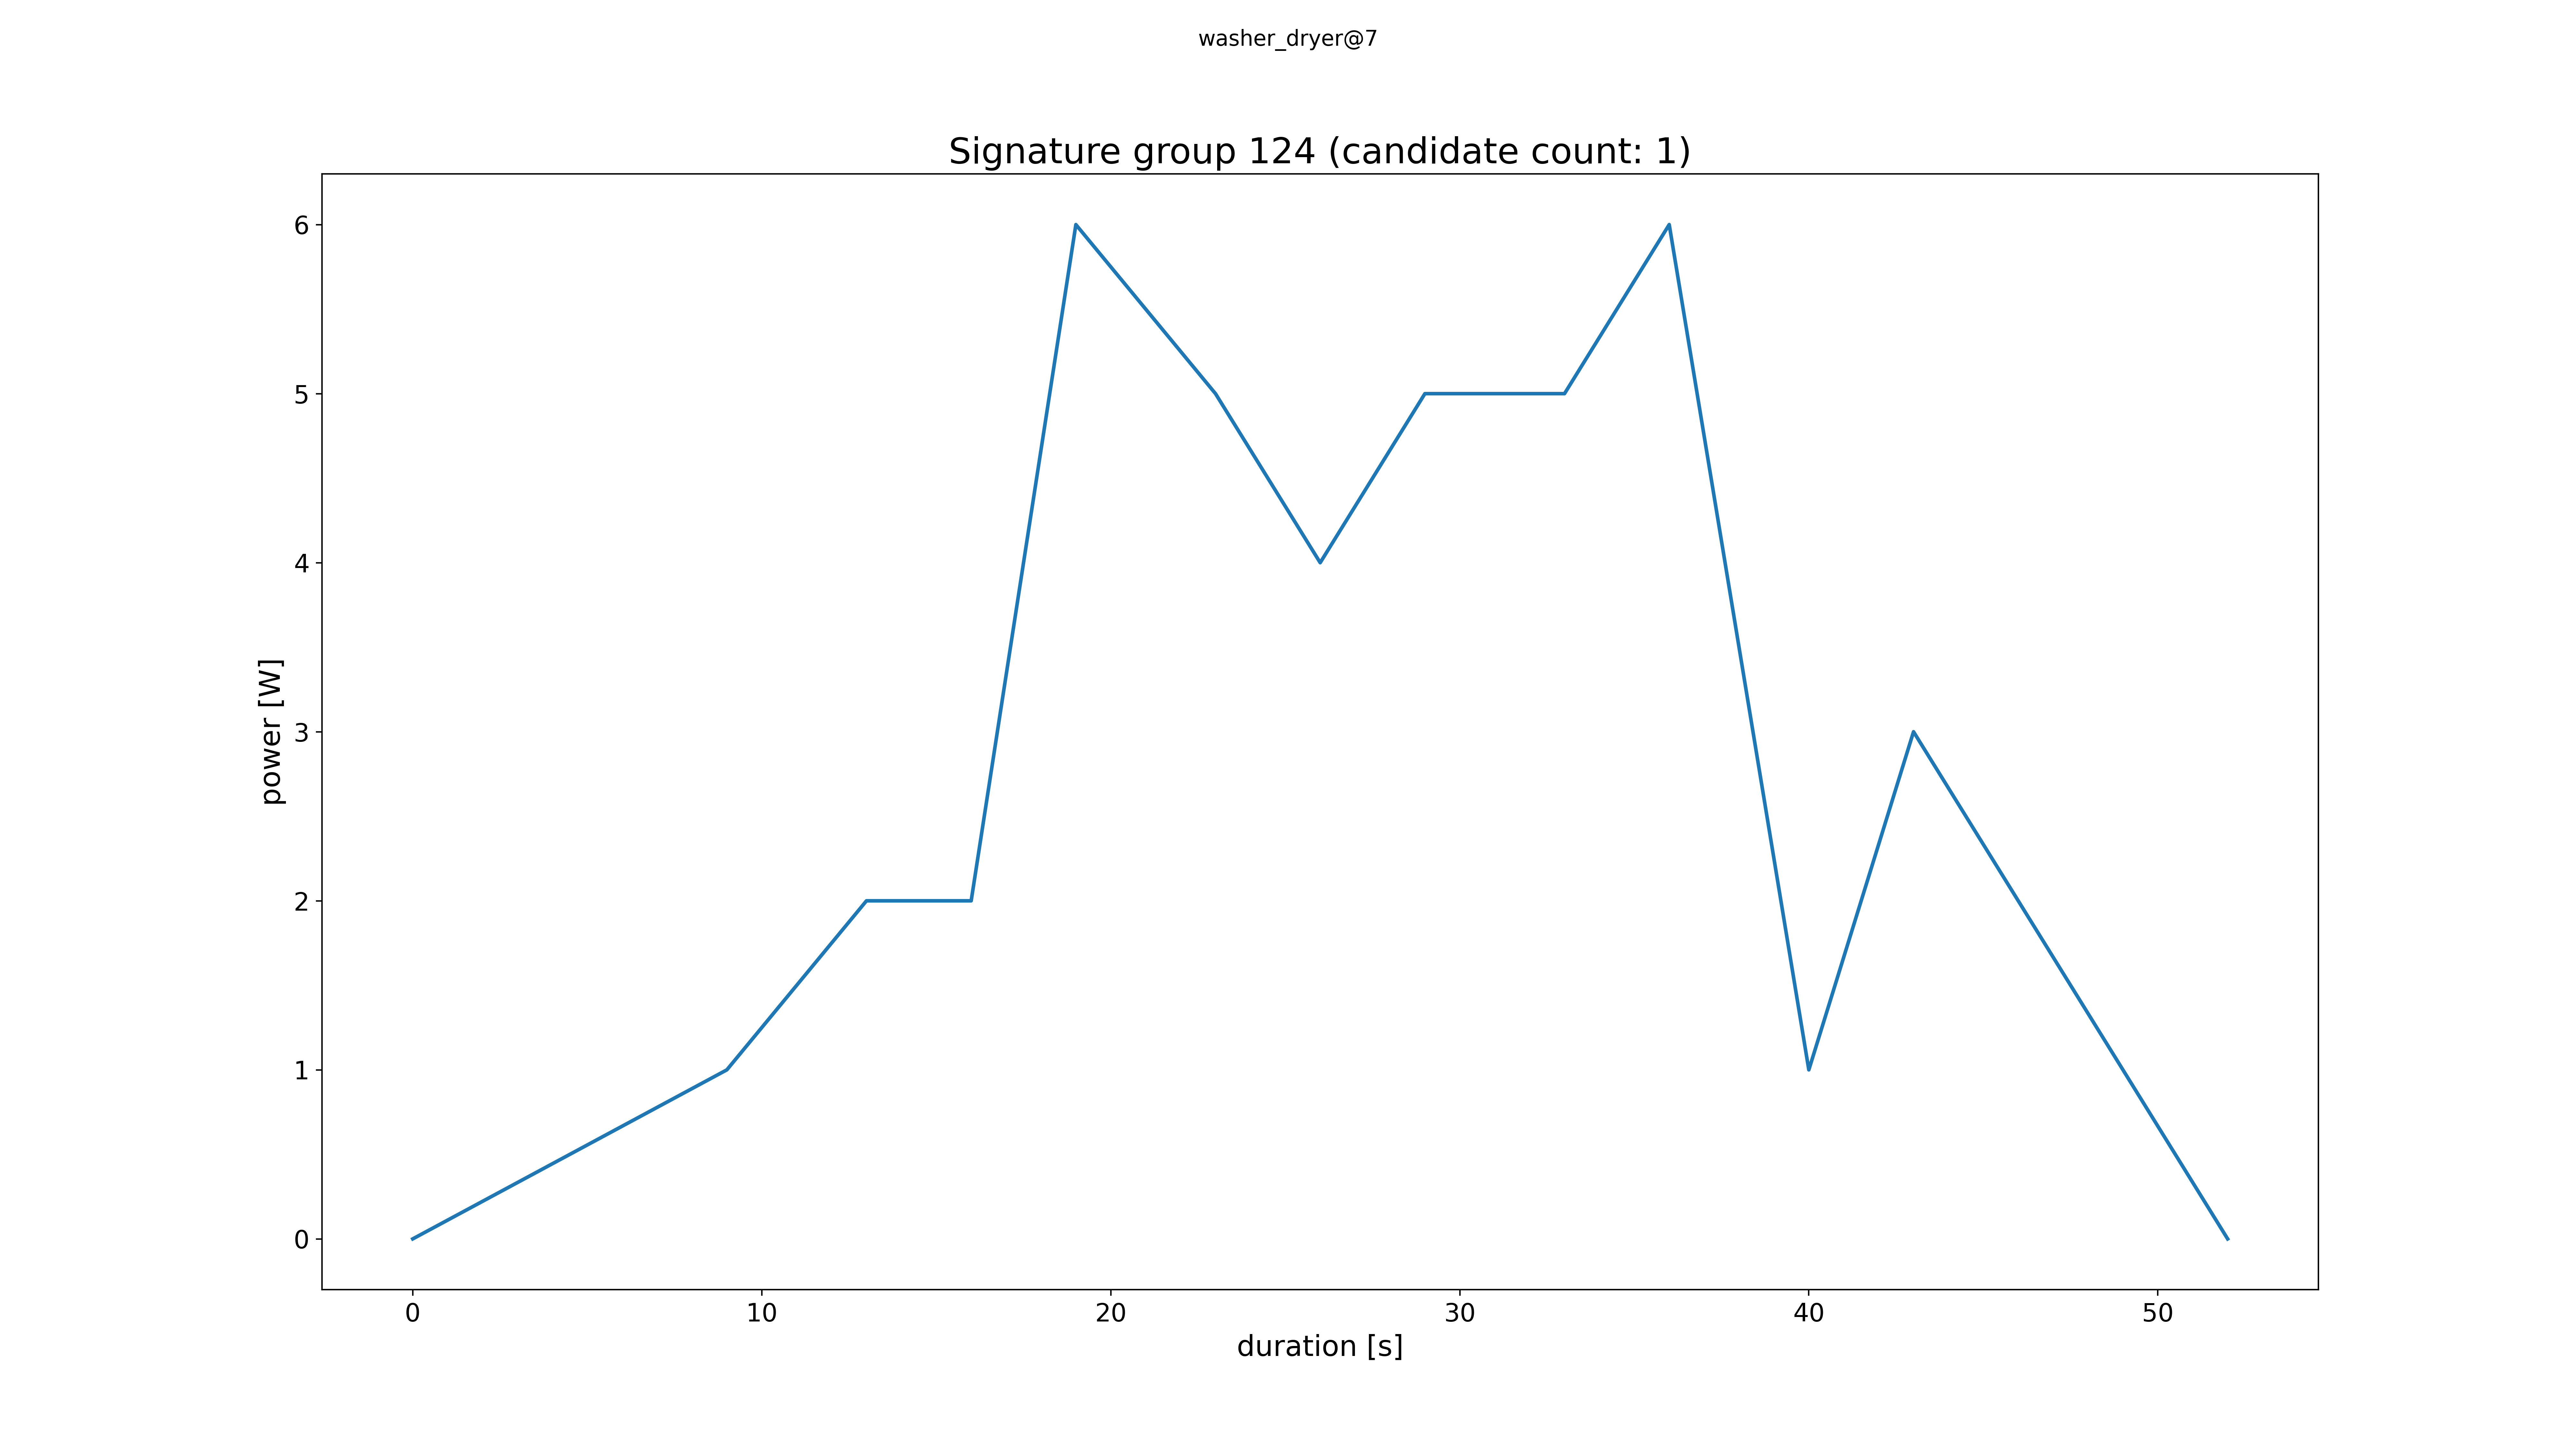 washer_dryer@7
Signature group 124 (candidate count: 1)
6
5
4
3
2
1
0
power [W]
0 10 20 30 40 50
duration [s]